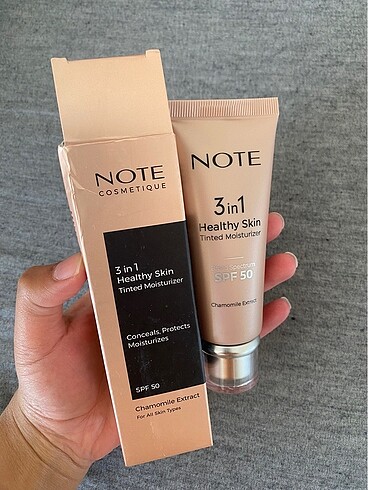 NOTE
COSMETIQUE
3 in 1
Healthy Skin
Tinted Moisturizer
Conceals, Protects
Moisturizes
SPF 50
Chamomile Extract
For All Skin Types
NOTE
3in1
Healthy Skin
Tinted Moisturizer
SPF 50
Chamomile Extract